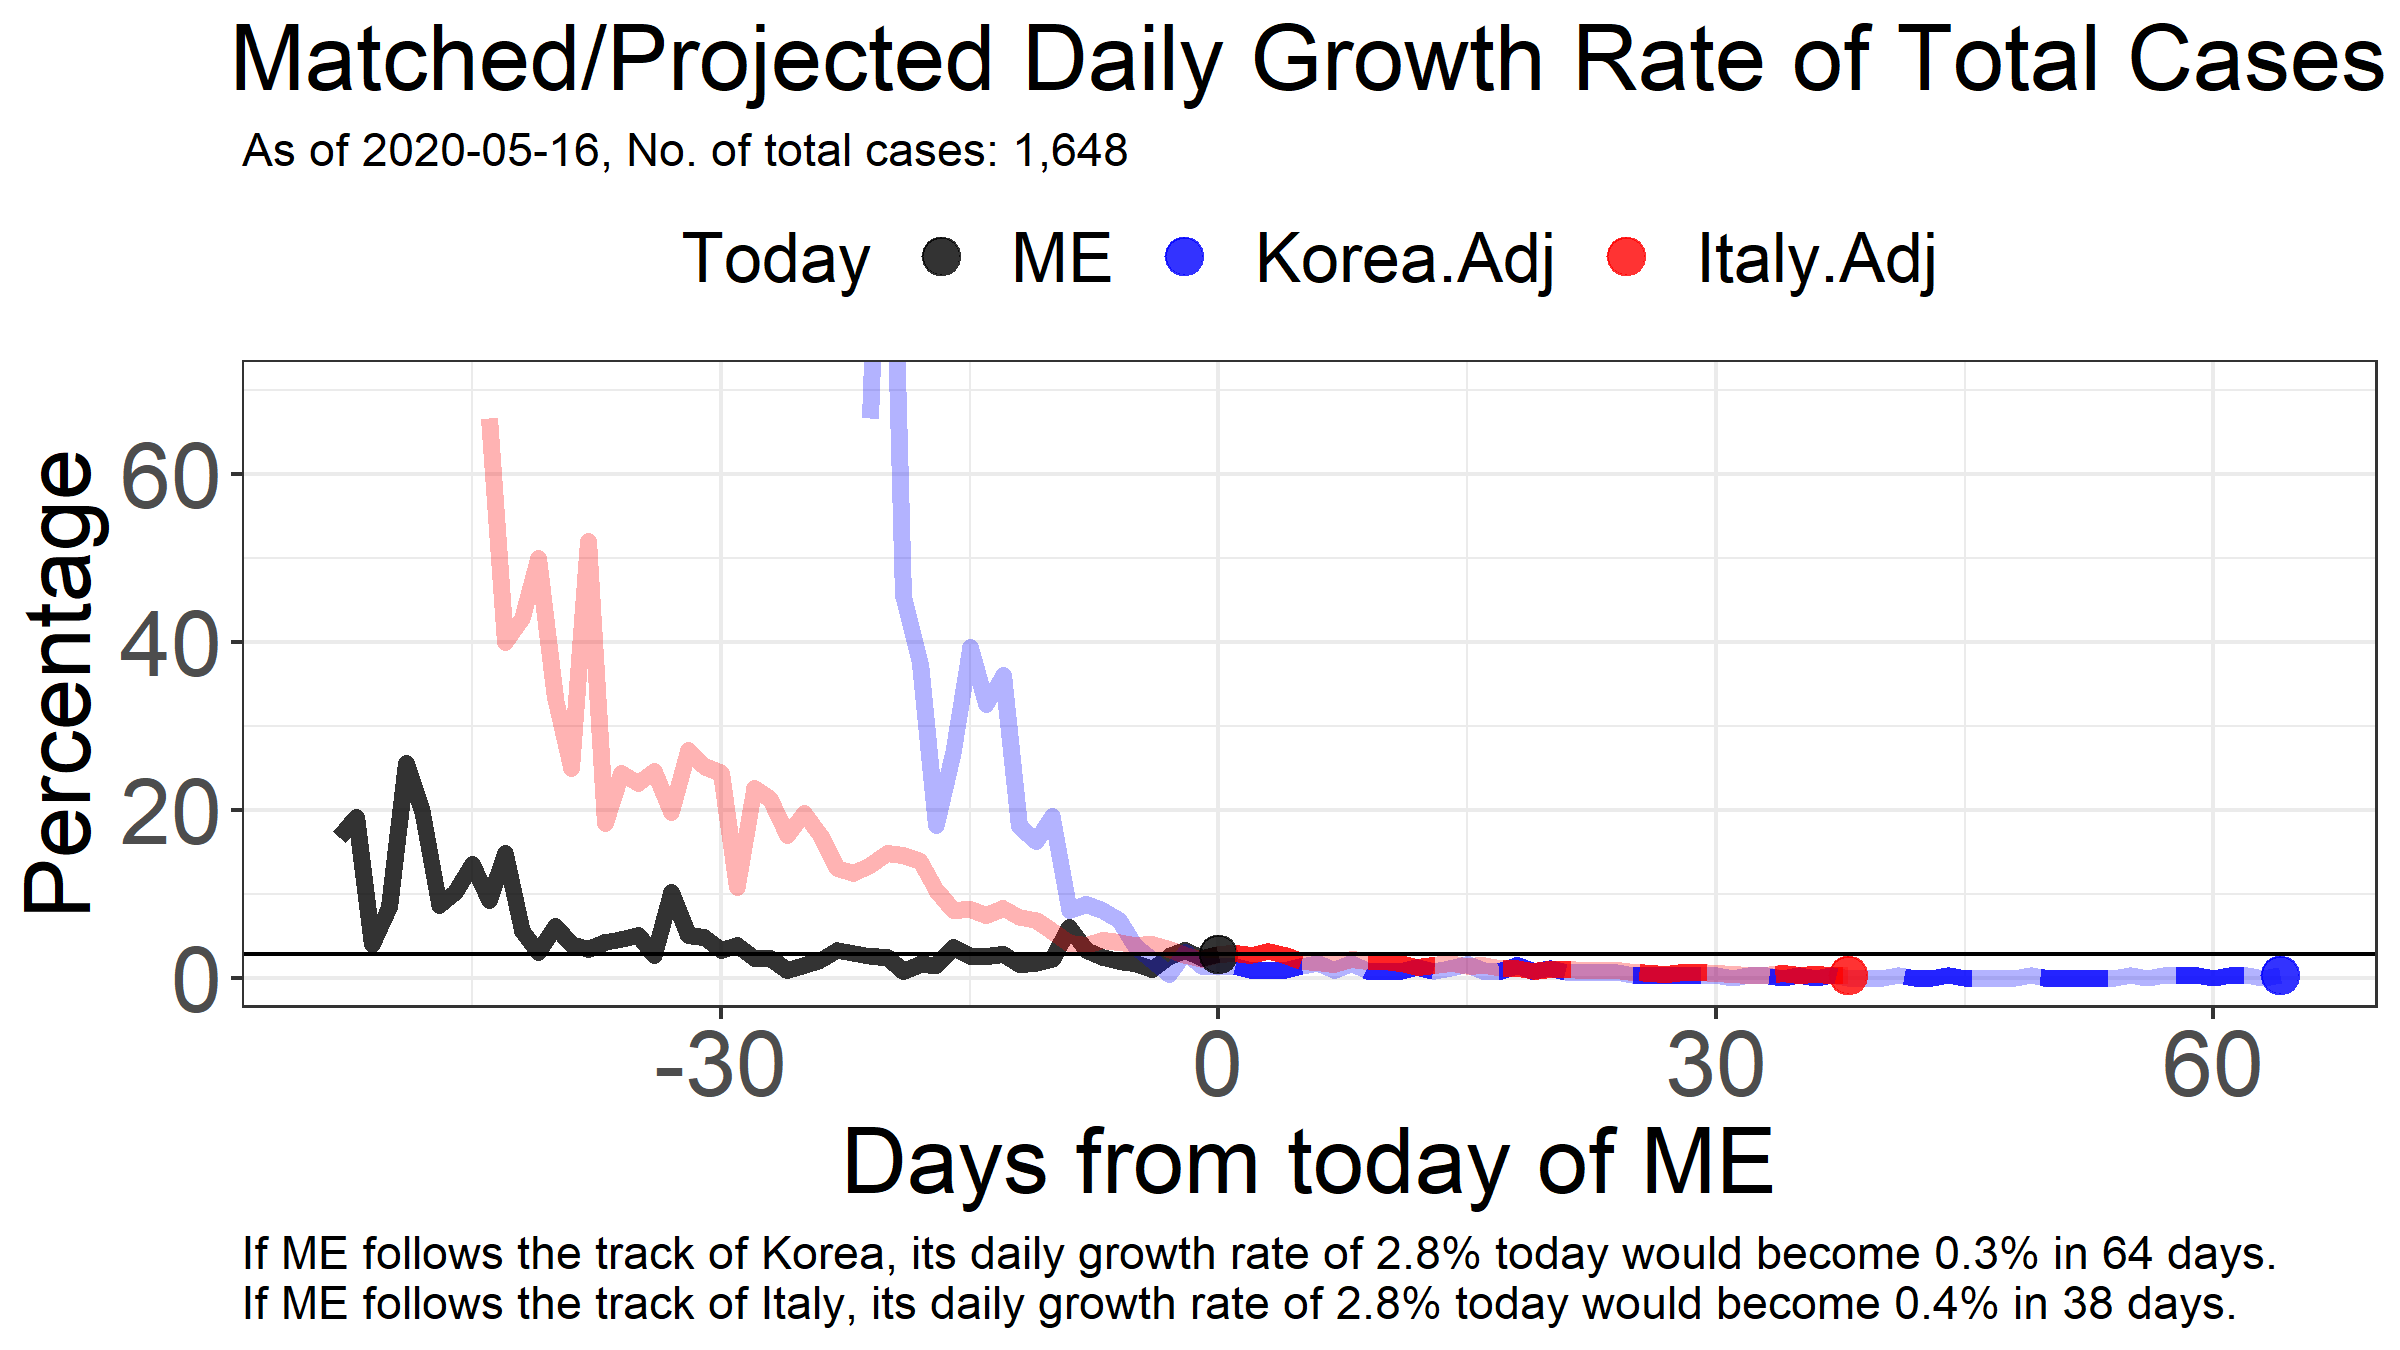 Matched/Projected Daily Growth Rate of Total Cases
As of 2020-05-16, No. of total cases: 1,648
Today ME Korea.Adj Italy.Adj
Percentage
60
40
20
0
-30 0 30 60
Days from today of ME
If ME follows the track of Korea, its daily growth rate of 2.8% today would become 0.3% in 64 days.
If ME follows the track of Italy, its daily growth rate of 2.8% today would become 0.4% in 38 days.